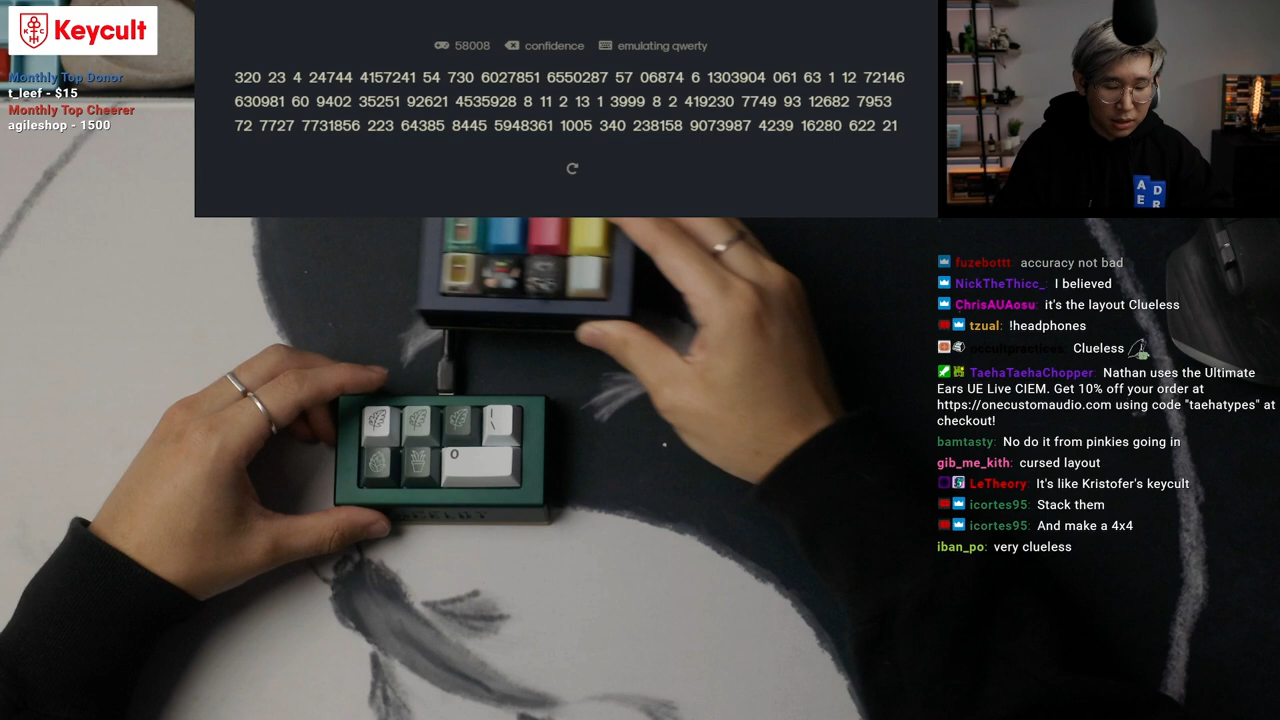 Keycult
Monthly Top Donor
t_leef - $15
Monthly Top Cheerer
agileshop - 1500
58008 confidence emulating qwerty
320 23 4 24744 4157241 54 730 6027851 6550287 57 06874 6 1303904 061 63 1 12 72146
630981 60 9402 35251 92621 4535928 8 11 2 13 1 3999 8 2 419230 7749 93 12682 7953
72 7727 7731856 223 64385 8445 5948361 1005 340 238158 9073987 4239 16280 622 21
A D
E R
fuzebottt: accuracy not bad
NickTheThicc_: I believed
ChrisAUAosu: it's the layout Clueless
tzual: !headphones
occultpractices: Clueless
TaehaTaehaChopper: Nathan uses the Ultimate
Ears UE Live CIEM. Get 10% off your order at
https://onecustomaudio.com using code "taehatypes" at
checkout!
bamtasty: No do it from pinkies going in
gib_me_kith: cursed layout
LeTheory: It's like Kristofer's keycult
icortes95: Stack them
icortes95: And make a 4x4
iban_po: very clueless
0